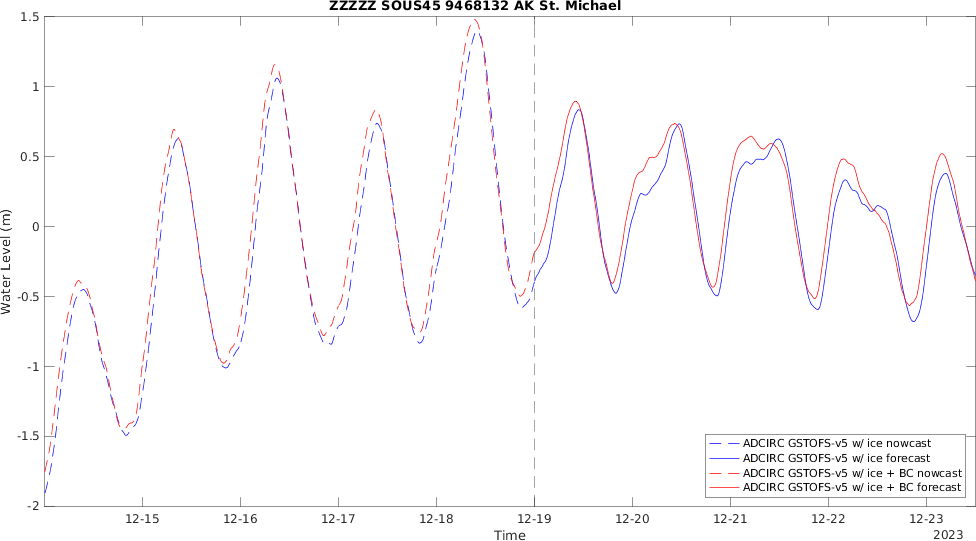 ZZZZZ SOUS45 9468132 AK St. Michael
1.5
1
0.5
0
-0.5
-1
-1.5
-2
Water Level (m)
12-15 12-16 12-17 12-18 12-19 12-20 12-21 12-22 12-23
Time
2023
ADCIRC GSTOFS-v5 w/ ice nowcast
ADCIRC GSTOFS-v5 w/ ice forecast
ADCIRC GSTOFS-v5 w/ ice + BC nowcast
ADCIRC GSTOFS-v5 w/ ice + BC forecast